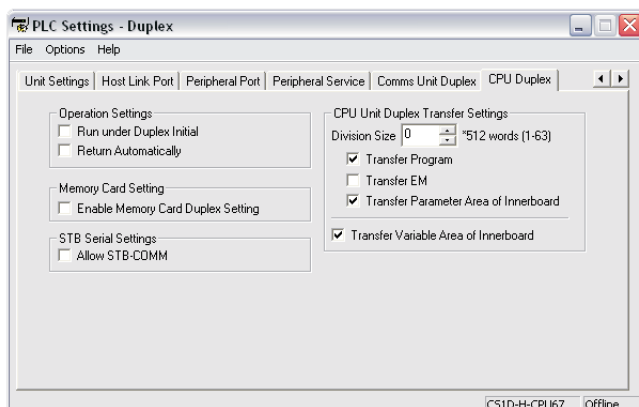 PLC Settings - Duplex
File Options Help
Unit Settings Host Link Port Peripheral Port Peripheral Service Comms Unit Duplex CPU Duplex
Operation Settings
Run under Duplex Initial
Return Automatically
Memory Card Setting
Enable Memory Card Duplex Setting
STB Serial Settings
Allow STB-COMM
CPU Unit Duplex Transfer Settings
Division Size 0 *512 words (1-63)
Transfer Program
Transfer EM
Transfer Parameter Area of Innerboard
Transfer Variable Area of Innerboard
CS1D-H-CPU67 Offline